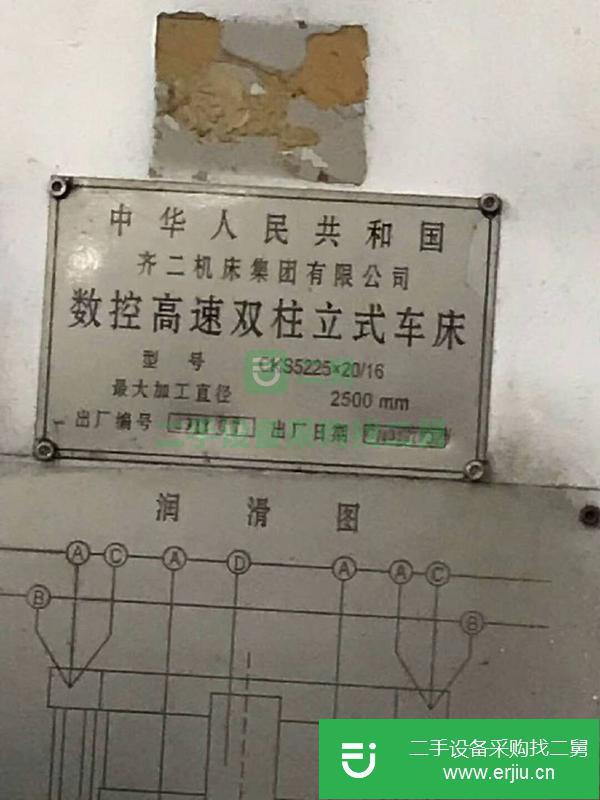 中华人民共和国
齐二机床集团有限公司
数控高速双柱立式车床
型号 CKS5225×20/16
最大加工直径 2500 mm
出厂编号 出厂日期
二舅
润滑图
A C A D A A C
B B
二手设备采购找二舅
www.erjiu.cn